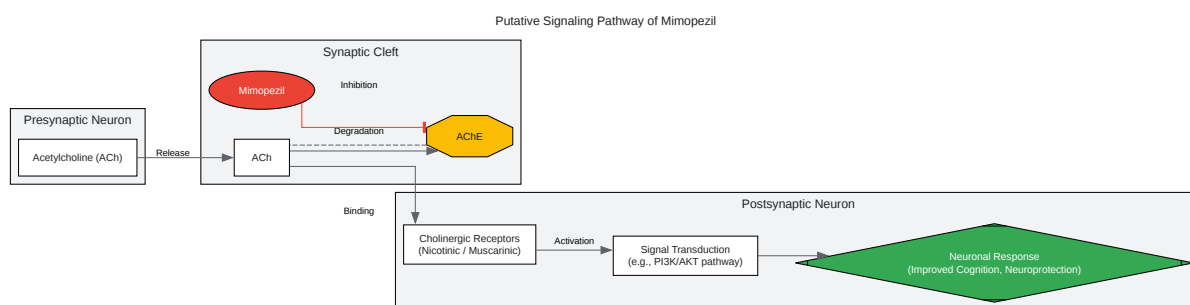 Putative Signaling Pathway of Mimopezil
Synaptic Cleft
Mimopezil
Inhibition
Presynaptic Neuron
Acetylcholine (ACh)
Release
ACh
Degradation
AChE
Binding
Postsynaptic Neuron
Cholinergic Receptors
(Nicotinic / Muscarinic)
Activation
Signal Transduction
(e.g., PI3K/AKT pathway)
Neuronal Response
(Improved Cognition, Neuroprotection)